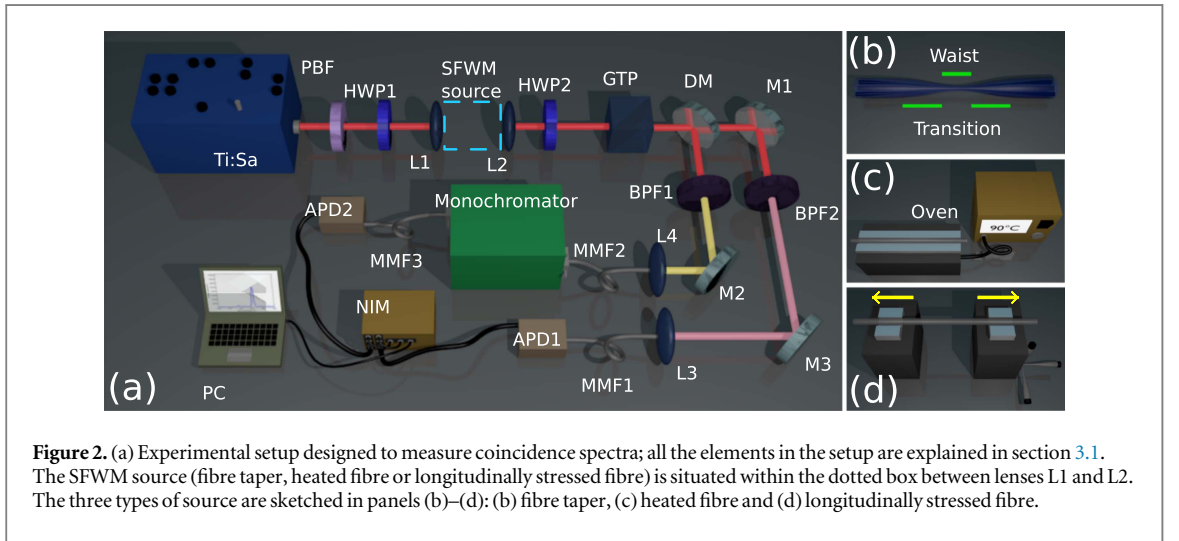 PBF
HWP1
SFWM
source
HWP2
GTP
DM
M1
Ti:Sa
L1
L2
BPF1
BPF2
APD2
Monochromator
MMF3
MMF2
L4
M2
NIM
APD1
MMF1
L3
M3
PC
(a)
(b)
Waist
Transition
(c)
Oven
90°C
(d)
Figure 2. (a) Experimental setup designed to measure coincidence spectra; all the elements in the setup are explained in section 3.1.
The SFWM source (fibre taper, heated fibre or longitudinally stressed fibre) is situated within the dotted box between lenses L1 and L2.
The three types of source are sketched in panels (b)–(d): (b) fibre taper, (c) heated fibre and (d) longitudinally stressed fibre.